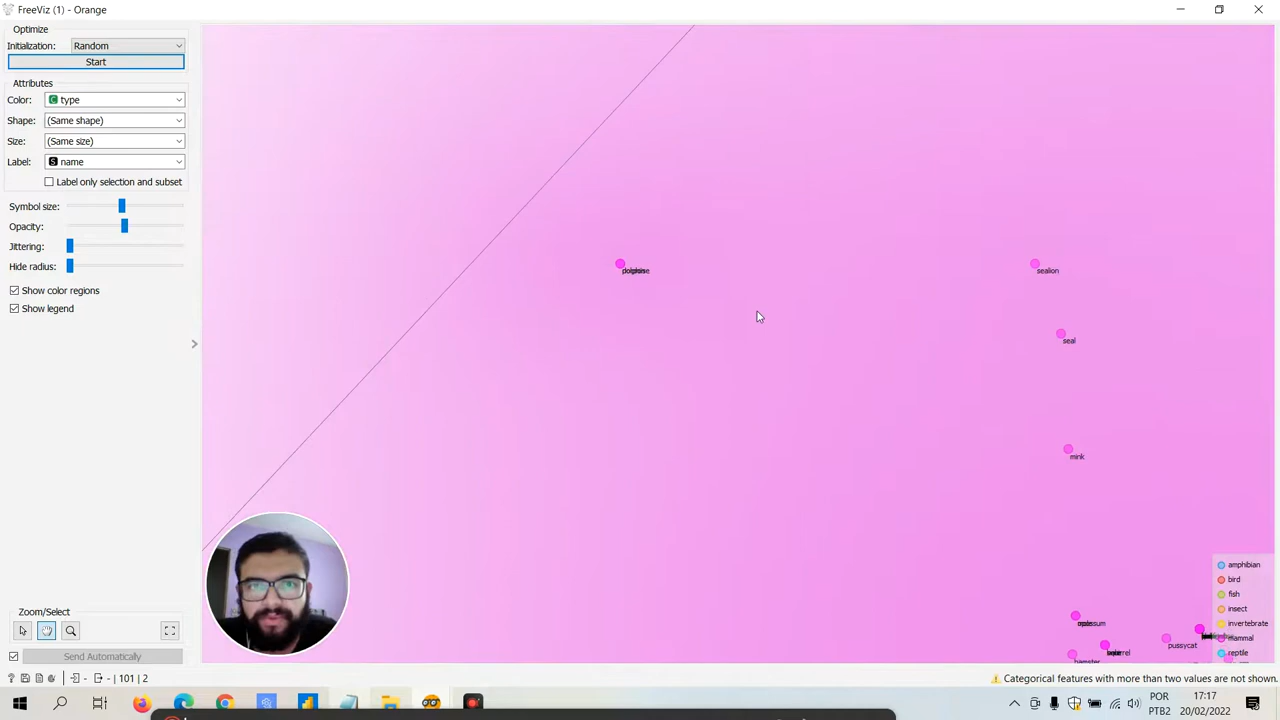 FreeViz (1) - Orange
Optimize
Initialization: Random
Start
Attributes
Color: C type
Shape: (Same shape)
Size: (Same size)
Label: S name
Label only selection and subset
Symbol size:
Opacity:
Jittering:
Hide radius:
Show color regions
Show legend
sealion
seal
mink
pussycat
hamster
amphibian
bird
fish
insect
invertebrate
mammal
reptile
Zoom/Select
Send Automatically
- | 101 | 2
Categorical features with more than two values are not shown.
POR
PTB2
17:17
20/02/2022